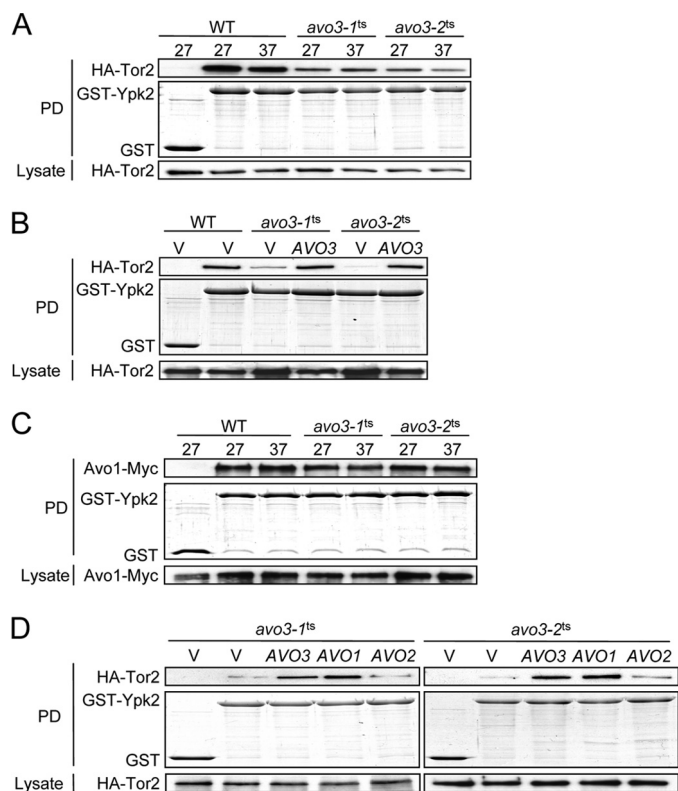 A
WT avo3-1ts avo3-2ts
27 27 37 27 37 27 37
HA-Tor2
GST-Ypk2
PD
GST
Lysate HA-Tor2
B
WT avo3-1ts avo3-2ts
V V V AVO3 V AVO3
HA-Tor2
GST-Ypk2
PD
GST
Lysate HA-Tor2
C
WT avo3-1ts avo3-2ts
27 27 37 27 37 27 37
Avo1-Myc
GST-Ypk2
PD
GST
Lysate Avo1-Myc
D
avo3-1ts avo3-2ts
V V AVO3 AVO1 AVO2 V V AVO3 AVO1 AVO2
HA-Tor2
GST-Ypk2
PD
GST
Lysate HA-Tor2